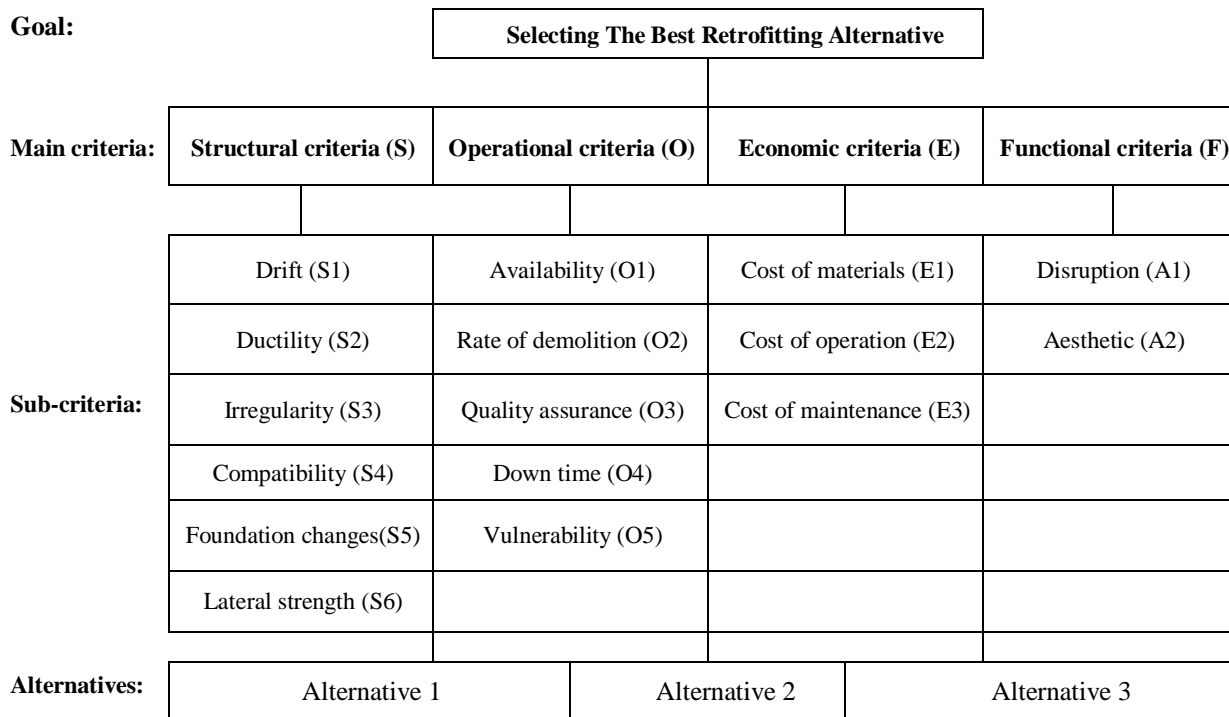 Goal:
Selecting The Best Retrofitting Alternative
Main criteria:
Structural criteria (S)
Operational criteria (O)
Economic criteria (E)
Functional criteria (F)
Sub-criteria:
Drift (S1)
Availability (O1)
Cost of materials (E1)
Disruption (A1)
Ductility (S2)
Rate of demolition (O2)
Cost of operation (E2)
Aesthetic (A2)
Irregularity (S3)
Quality assurance (O3)
Cost of maintenance (E3)
Compatibility (S4)
Down time (O4)
Foundation changes(S5)
Vulnerability (O5)
Lateral strength (S6)
Alternatives:
Alternative 1
Alternative 2
Alternative 3